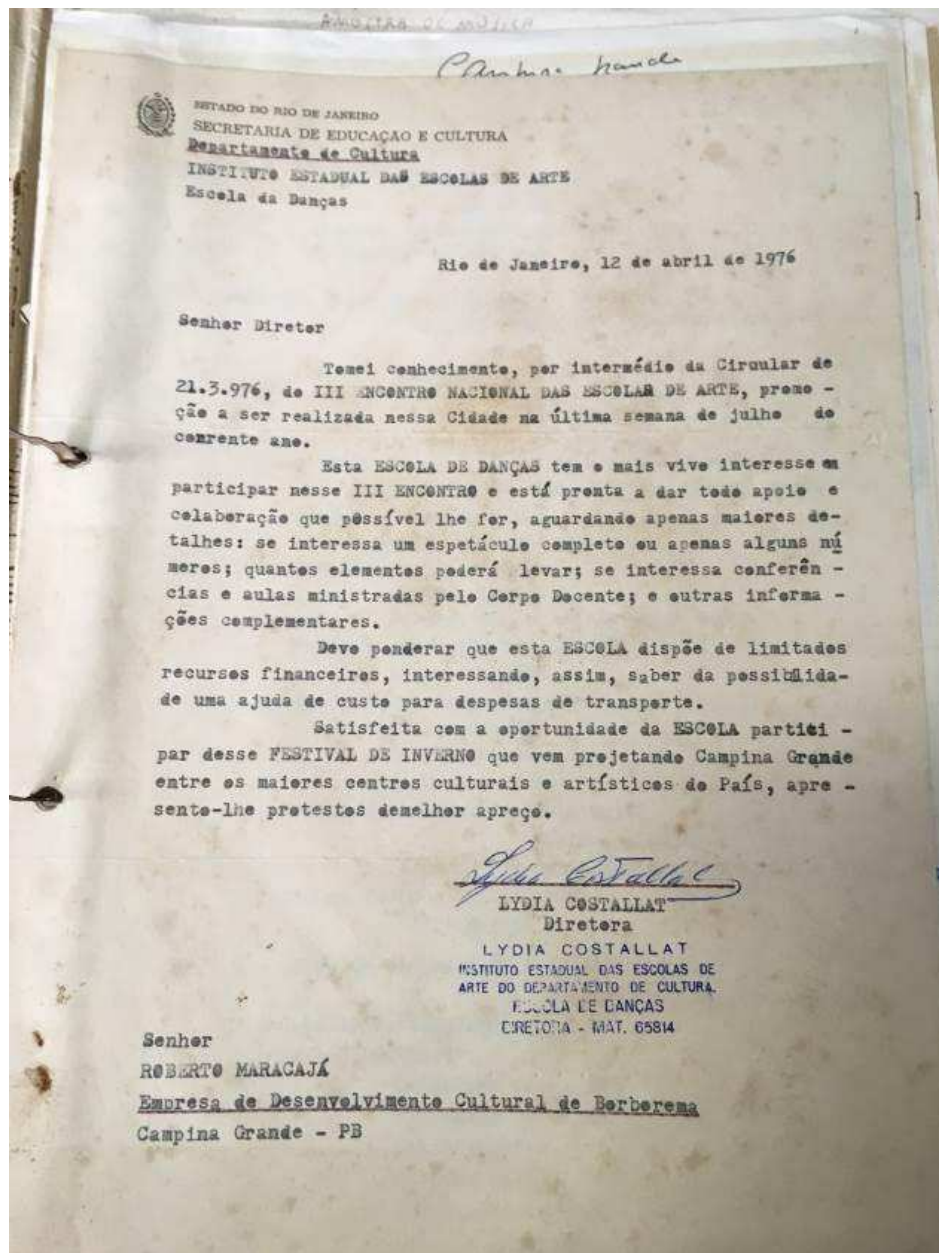 AMOSTRA DE MÚSICA
Campina Grande
ESTADO DO RIO DE JANEIRO
SECRETARIA DE EDUCAÇÃO E CULTURA
Departamento de Cultura
INSTITUTO ESTADUAL DAS ESCOLAS DE ARTE
Escola da Danças
Rio de Janeiro, 12 de abril de 1976
Senhor Diretor
Tomei conhecimento, por intermédio da Circular de
21.3.976, do III ENCONTRO NACIONAL DAS ESCOLAR DE ARTE, promo -
ção a ser realizada nessa Cidade na última semana de julho do
comrente ano.
Esta ESCOLA DE DANÇAS tem o mais vivo interesse em
participar nesse III ENCONTRO e está pronta a dar todo apoio e
colaboração que possível lhe for, aguardando apenas maiores de-
talhes: se interessa um espetáculo completo ou apenas alguns nú
meros; quantos elementos poderá levar; se interessa conferên -
cias e aulas ministradas pelo Corpo Docente; e outras informa -
ções complementares.
Devo ponderar que esta ESCOLA dispõe de limitados
recursos financeiros, interessando, assim, saber da possibilida-
de uma ajuda de custo para despesas de transporte.
Satisfeita com a oportunidade da ESCOLA partici -
par desse FESTIVAL DE INVERNO que vem projetando Campina Grande
entre os maiores centros culturais e artísticos do País, apre -
sento-lhe protestos demelhor apreço.
Lydia Costallat
LYDIA COSTALLAT
Diretora
LYDIA COSTALLAT
INSTITUTO ESTADUAL DAS ESCOLAS DE
ARTE DO DEPARTAMENTO DE CULTURA.
ESCOLA DE DANÇAS
DIRETORA - MAT. 65814
Senhor
ROBERTO MARACAJÁ
Empresa de Desenvolvimento Cultural de Borborema
Campina Grande - PB